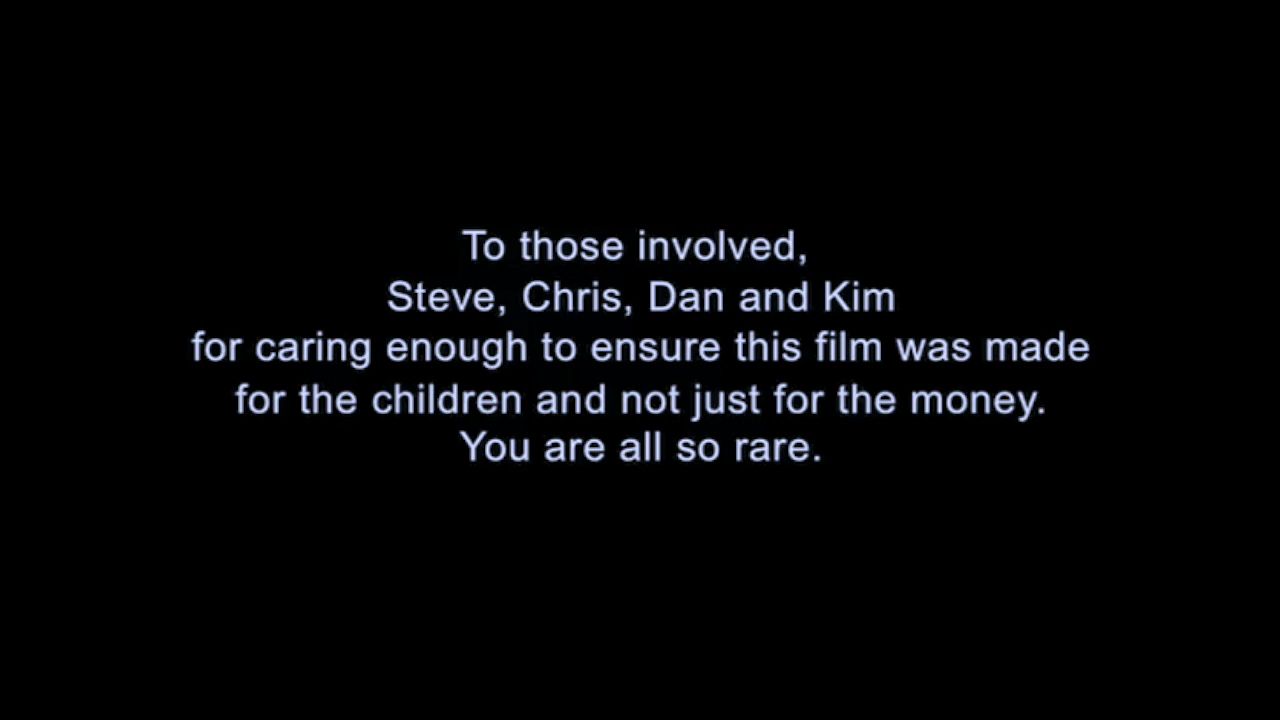 To those involved,
Steve, Chris, Dan and Kim
for caring enough to ensure this film was made
for the children and not just for the money.
You are all so rare.